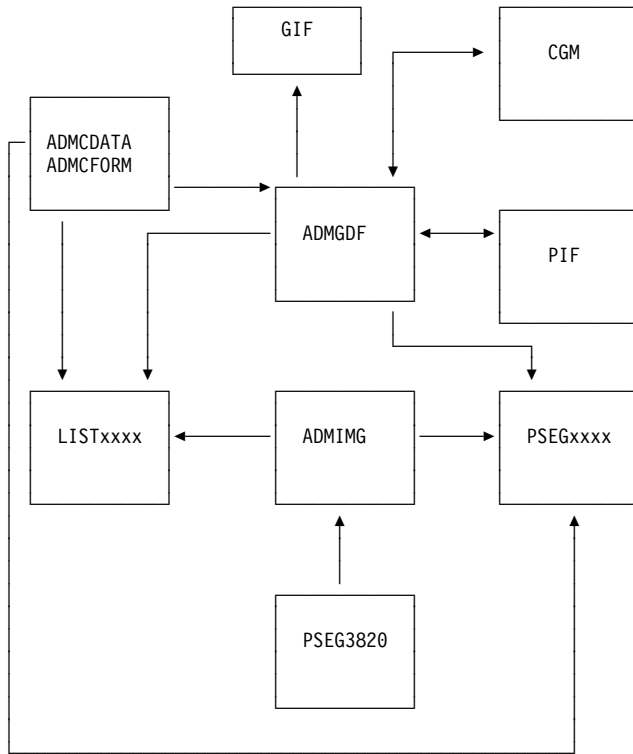 GIF
CGM
ADMCDATA
ADMCFORM
ADMGDF
PIF
LISTxxxx
ADMIMG
PSEGxxxx
PSEG3820